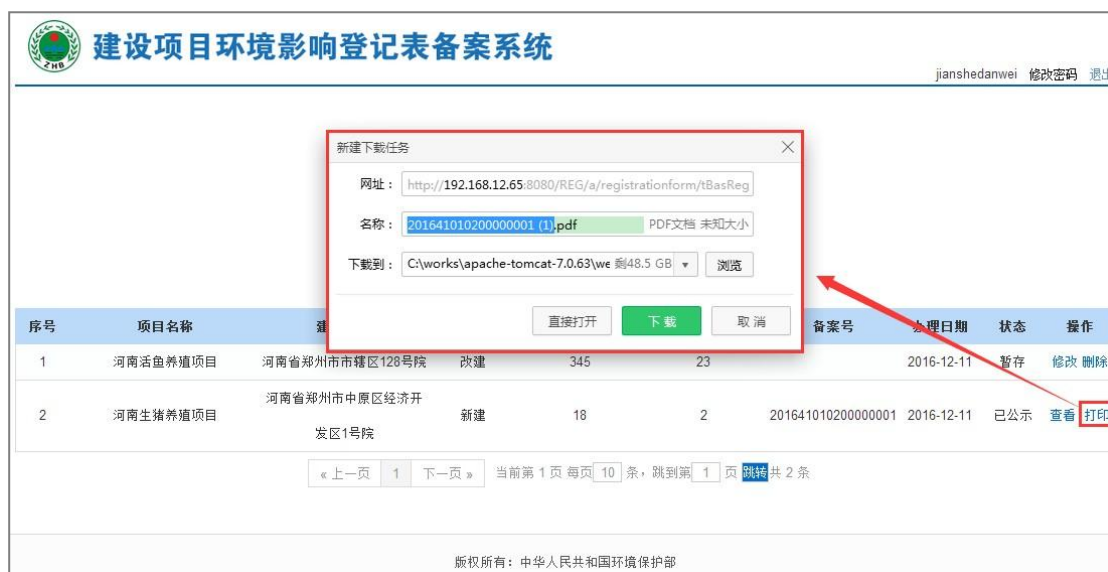 ZHB
建设项目环境影响登记表备案系统
jianshedanwei 修改密码 退出
新建下载任务
网址: http://192.168.12.65:8080/REG/a/registrationform/tBasReg
名称: 201641010200000001 (1).pdf PDF文档 未知大小
下载到: C:\works\apache-tomcat-7.0.63\we 剩48.5 GB 浏览
直接打开 下载 取消
序号 项目名称 建 备案号 办理日期 状态 操作
1 河南活鱼养殖项目 河南省郑州市市辖区128号院 改建 345 23 2016-12-11 暂存 修改 删除
2 河南生猪养殖项目 河南省郑州市中原区经济开 新建 18 2 201641010200000001 2016-12-11 已公示 查看 打印
发区1号院
« 上一页 1 下一页 » 当前第 1 页 每页 10 条,跳到第 1 页 跳转 共 2 条
版权所有:中华人民共和国环境保护部